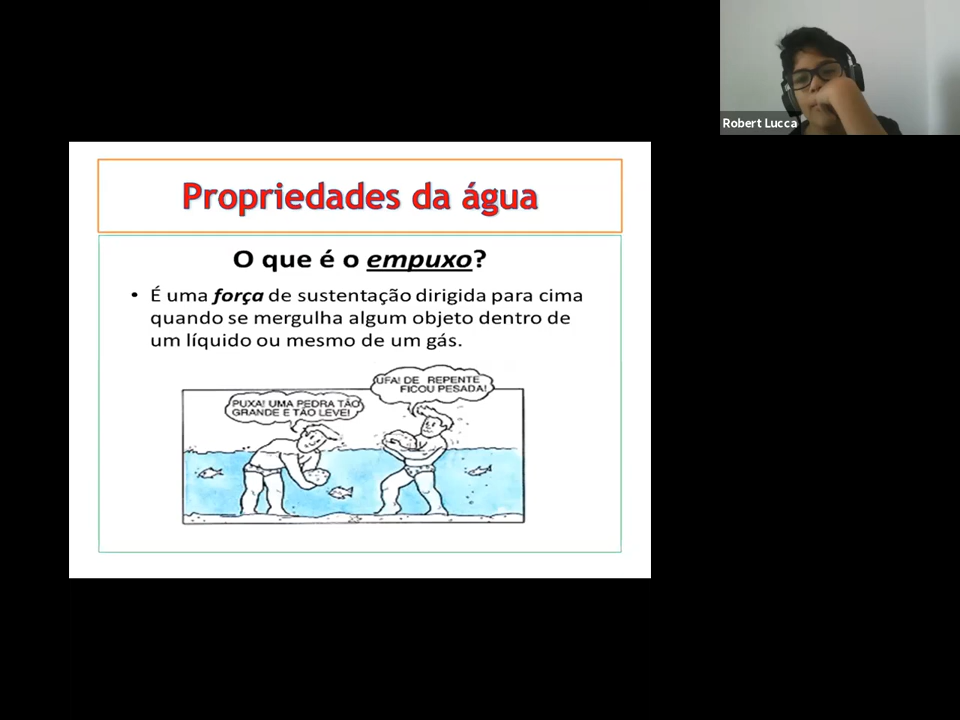 Robert Lucca
Propriedades da água
O que é o empuxo?
• É uma força de sustentação dirigida para cima
quando se mergulha algum objeto dentro de
um líquido ou mesmo de um gás.
PUXA! UMA PEDRA TÃO
GRANDE E TÃO LEVE!
UFA! DE REPENTE
FICOU PESADA!